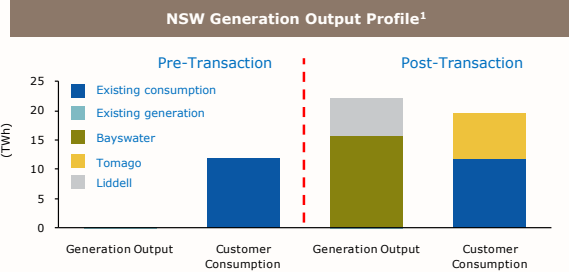 NSW Generation Output Profile1
Pre-Transaction
Post-Transaction
(TWh)
25
20
15
10
5
0
Existing consumption
Existing generation
Bayswater
Tomago
Liddell
Generation Output
Customer
Consumption
Generation Output
Customer
Consumption